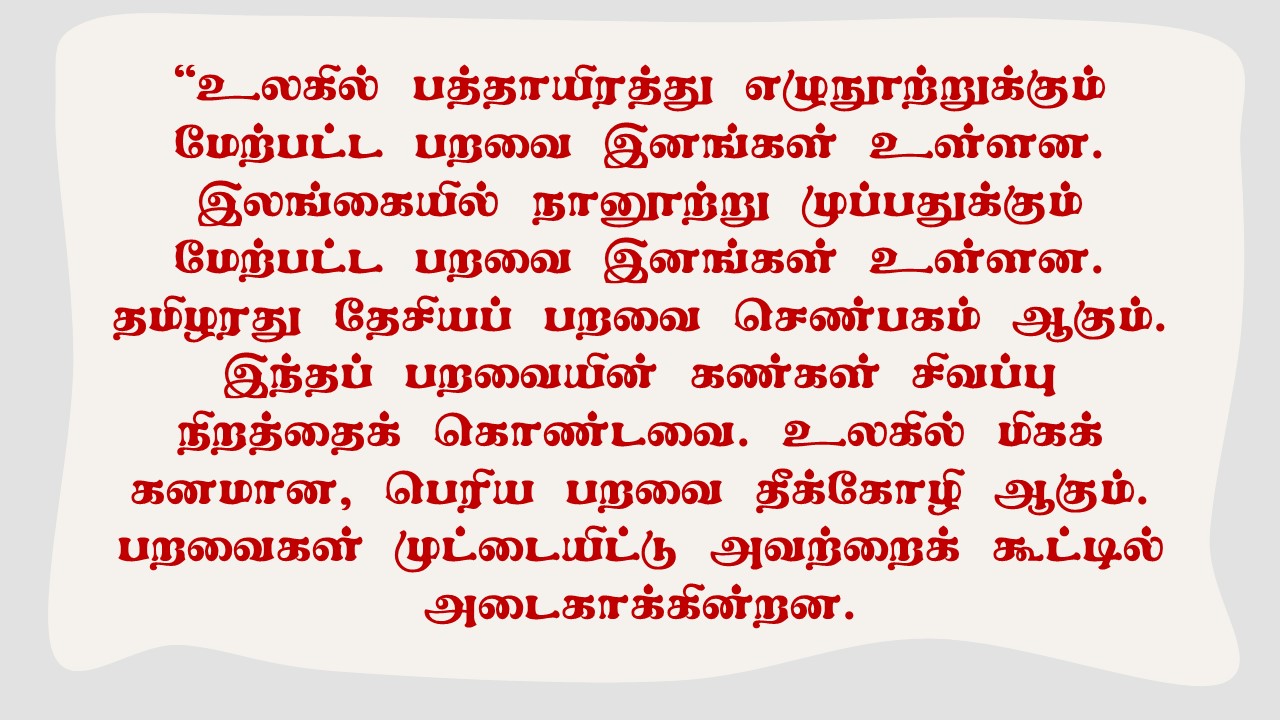 “உலகில் பத்தாயிரத்து எழுநூற்றுக்கும்
மேற்பட்ட பறவை இனங்கள் உள்ளன.
இலங்கையில் நானூற்று முப்பதுக்கும்
மேற்பட்ட பறவை இனங்கள் உள்ளன.
தமிழரது தேசியப் பறவை செண்பகம் ஆகும்.
இந்தப் பறவையின் கண்கள் சிவப்பு
நிறத்தைக் கொண்டவை. உலகில் மிகக்
கனமான, பெரிய பறவை தீக்கோழி ஆகும்.
பறவைகள் முட்டையிட்டு அவற்றைக் கூட்டில்
அடைகாக்கின்றன.